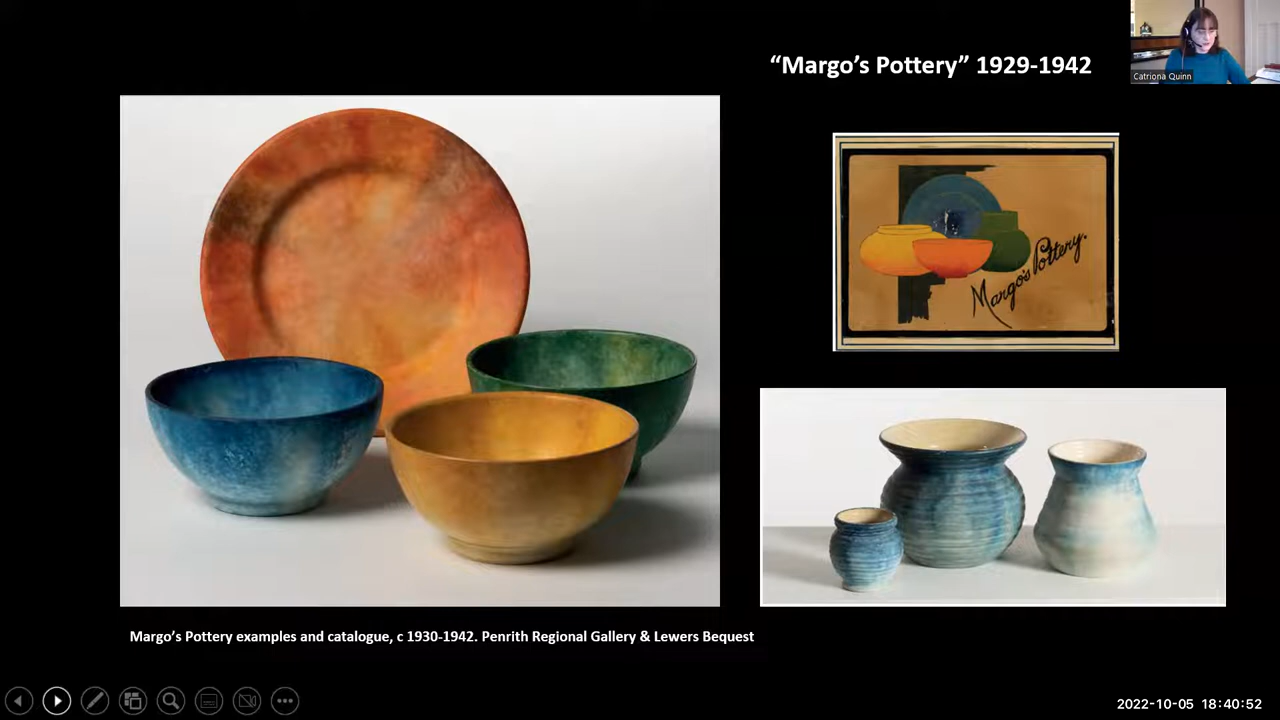 “Margo’s Pottery” 1929-1942
Catriona Quinn
Margo's Pottery.
Margo’s Pottery examples and catalogue, c 1930-1942. Penrith Regional Gallery & Lewers Bequest
2022-10-05 18:40:52